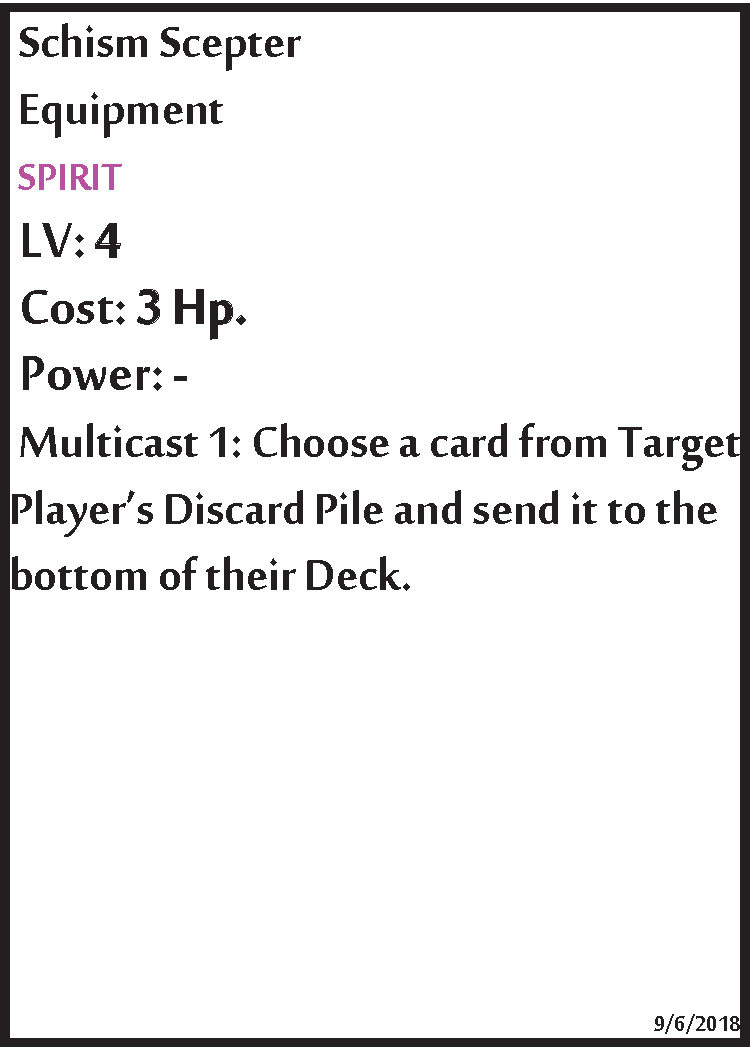 Schism Scepter
Equipment
SPIRIT
LV: 4
Cost: 3 Hp.
Power: -
Multicast 1: Choose a card from Target
Player’s Discard Pile and send it to the
bottom of their Deck.
9/6/2018